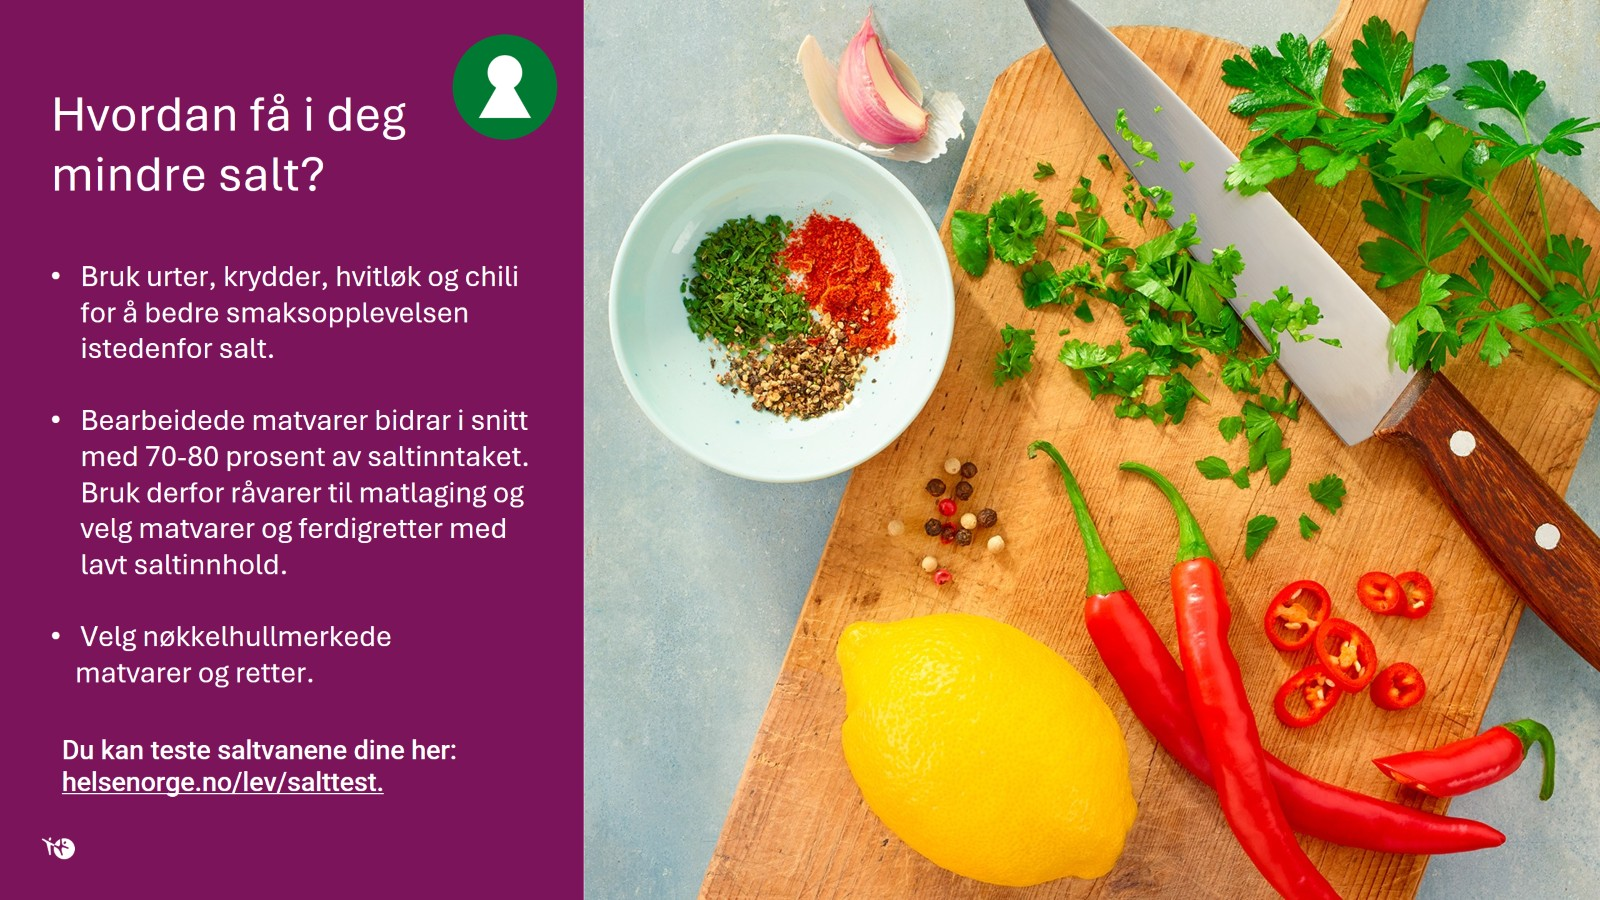 Hvordan få i deg
mindre salt?
• Bruk urter, krydder, hvitløk og chili
for å bedre smaksopplevelsen
istedenfor salt.
• Bearbeidede matvarer bidrar i snitt
med 70-80 prosent av saltinntaket.
Bruk derfor råvarer til matlaging og
velg matvarer og ferdigretter med
lavt saltinnhold.
• Velg nøkkelhullmerkede
matvarer og retter.
Du kan teste saltvanene dine her:
helsenorge.no/lev/salttest.